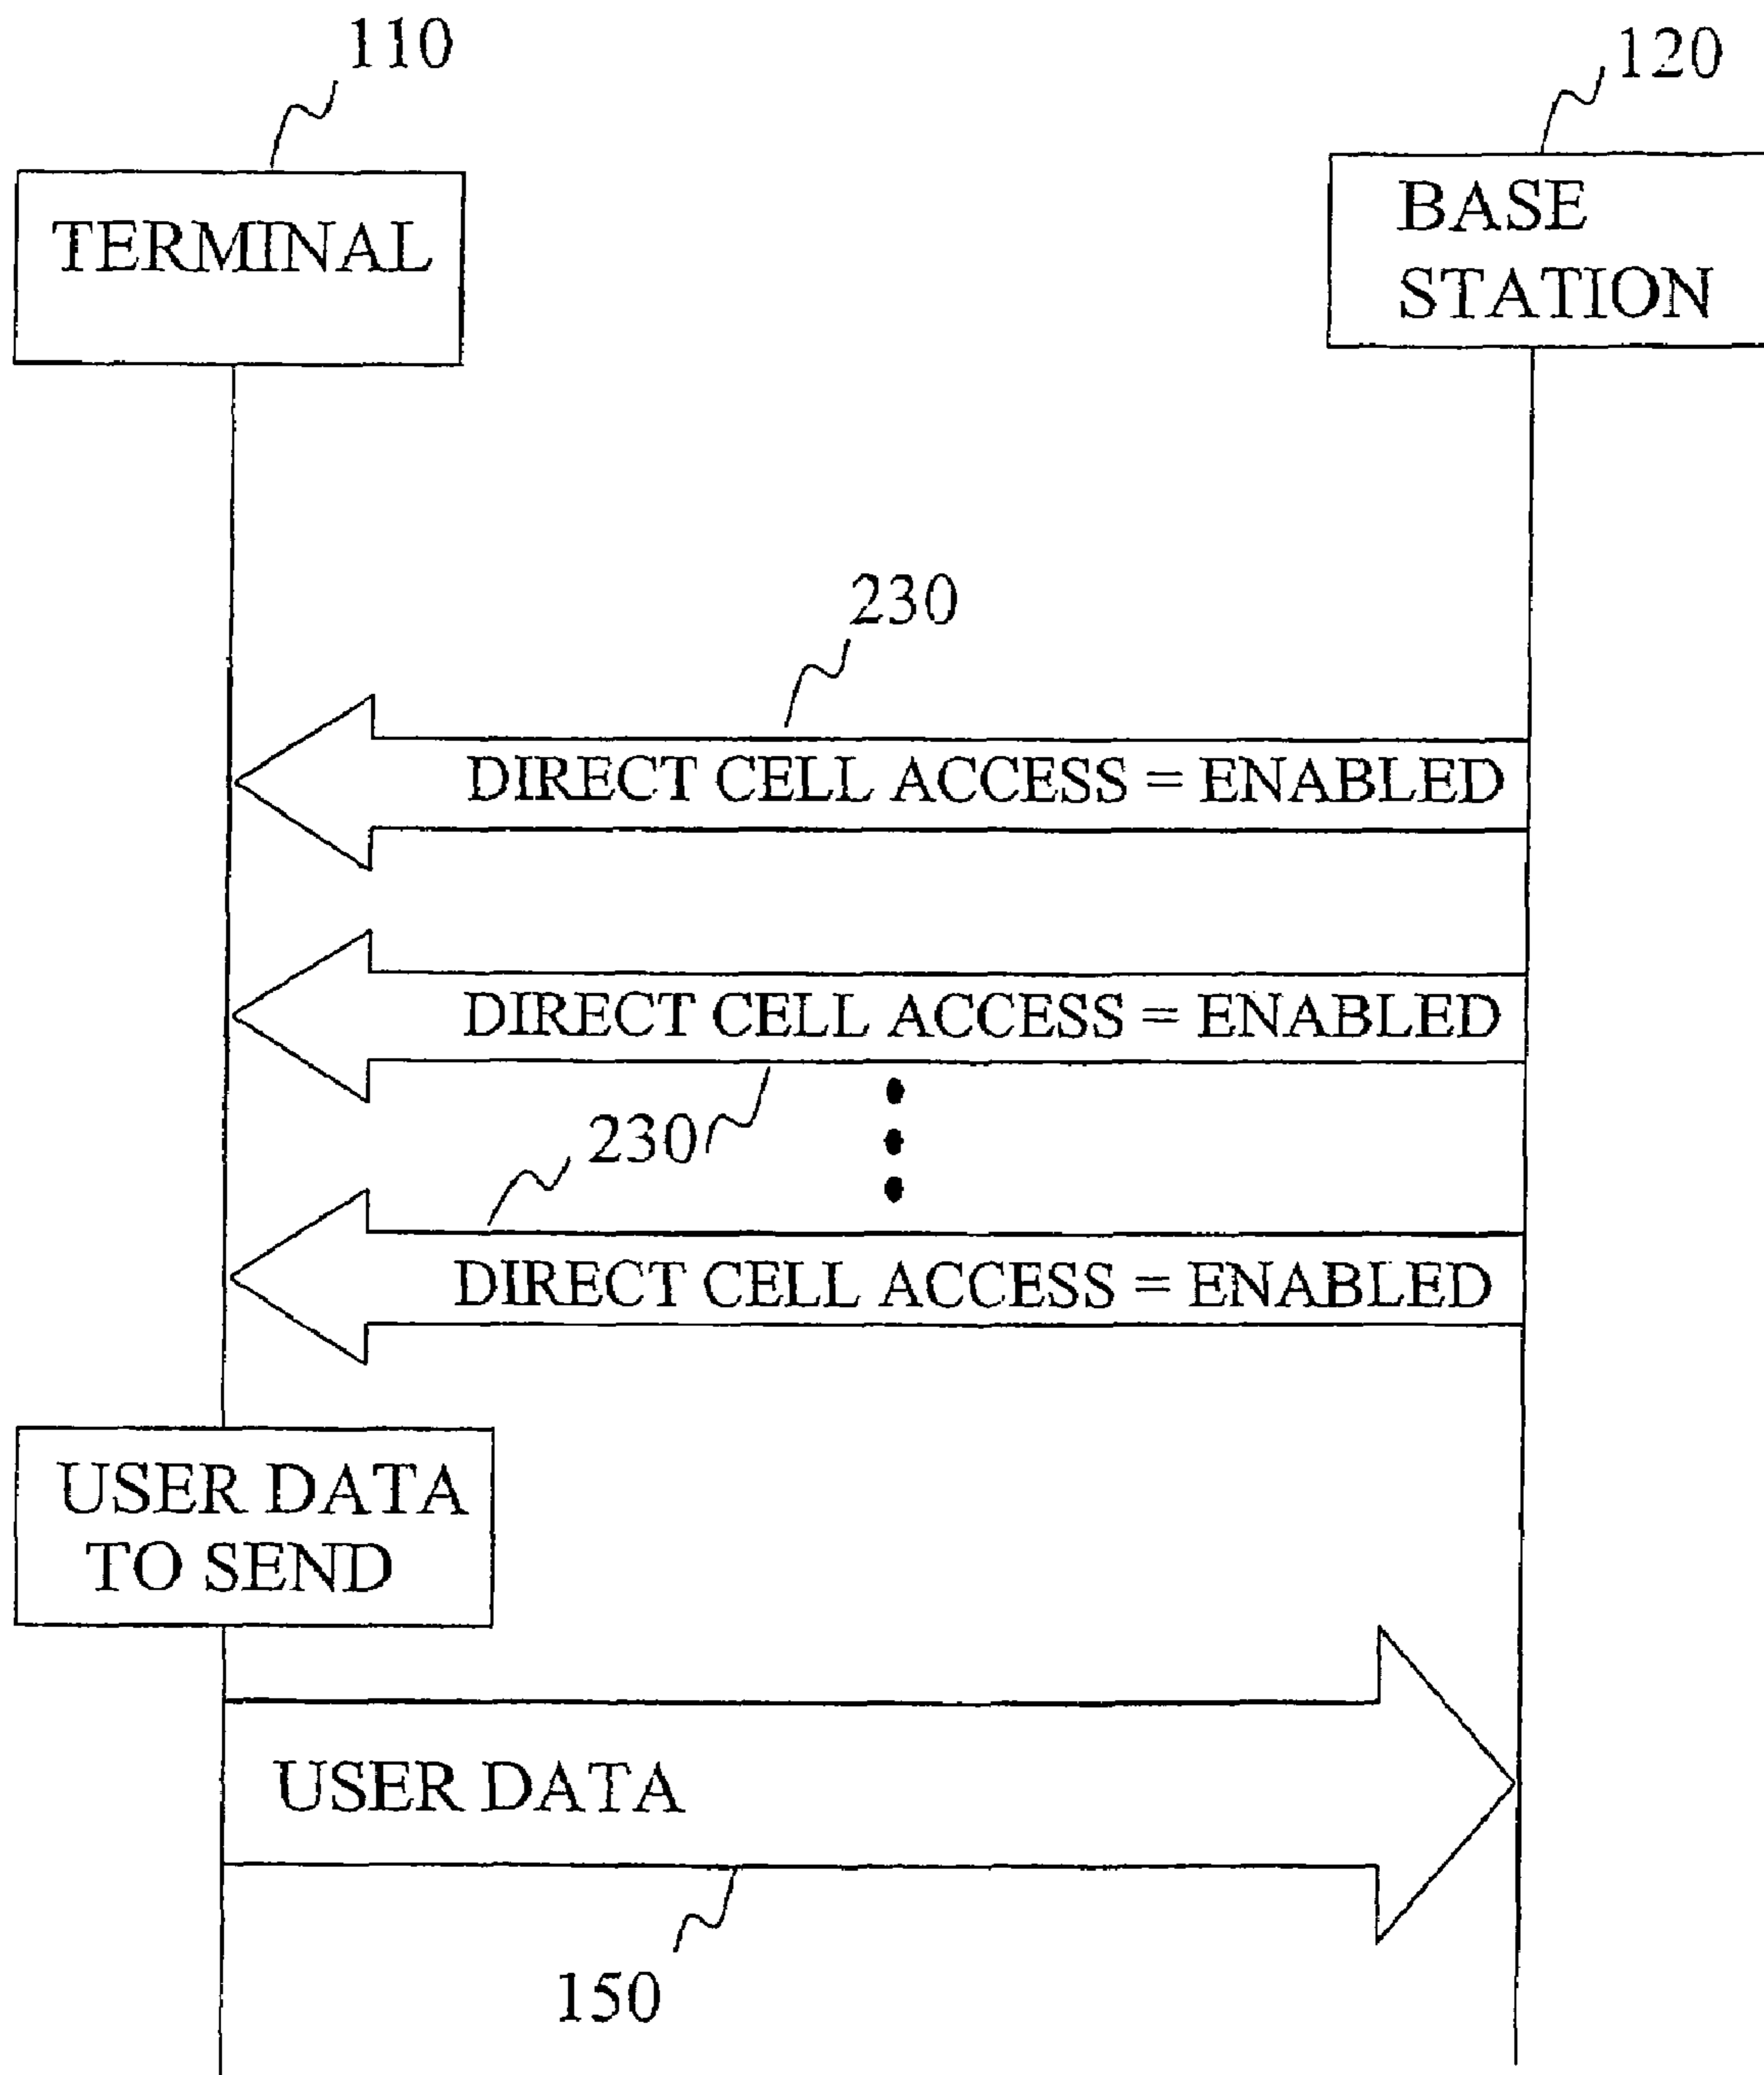 110
120
TERMINAL
BASE
STATION
230
DIRECT CELL ACCESS = ENABLED
DIRECT CELL ACCESS = ENABLED
230
DIRECT CELL ACCESS = ENABLED
USER DATA
TO SEND
USER DATA
150